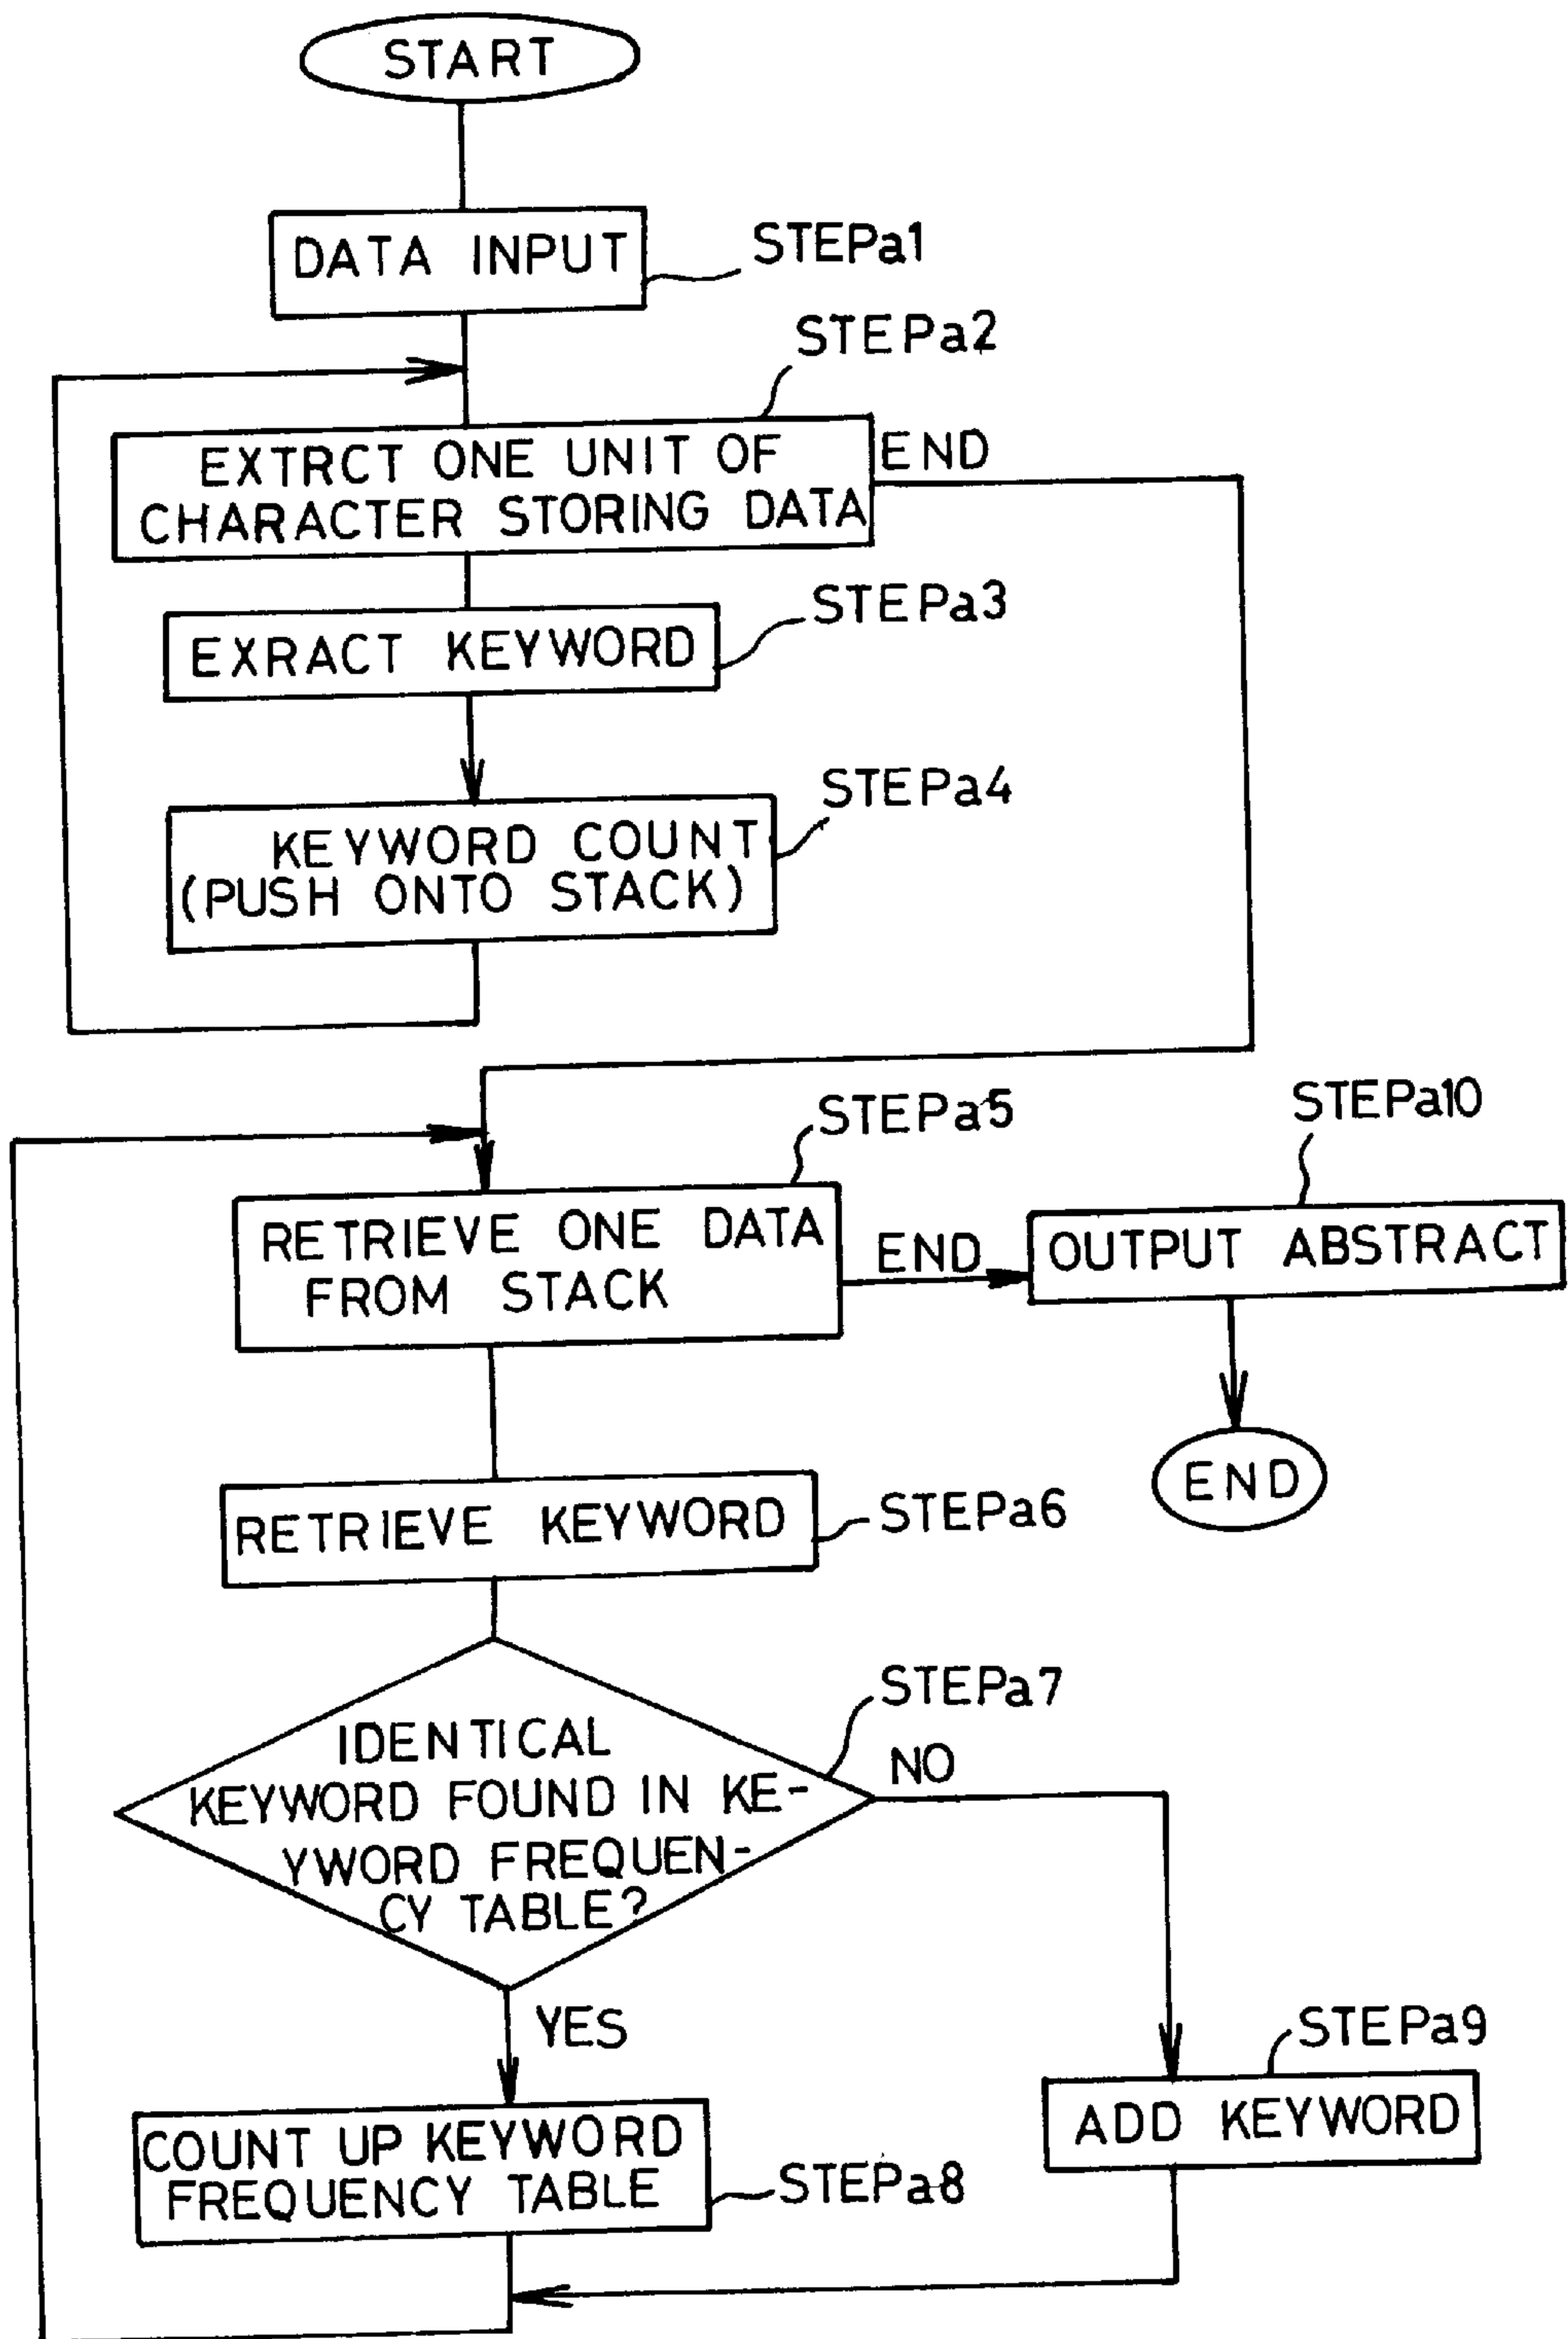 START
DATA INPUT
STEPa1
STEPa2
EXTRCT ONE UNIT OF
CHARACTER STORING DATA
END
STEPa3
EXRACT KEYWORD
STEPa4
KEYWORD COUNT
(PUSH ONTO STACK)
STEPa5
STEPa10
RETRIEVE ONE DATA
FROM STACK
END
OUTPUT ABSTRACT
END
RETRIEVE KEYWORD
STEPa6
STEPa7
IDENTICAL
KEYWORD FOUND IN KE-
YWORD FREQUEN-
CY TABLE?
NO
YES
STEPa9
ADD KEYWORD
COUNT UP KEYWORD
FREQUENCY TABLE
STEPa8